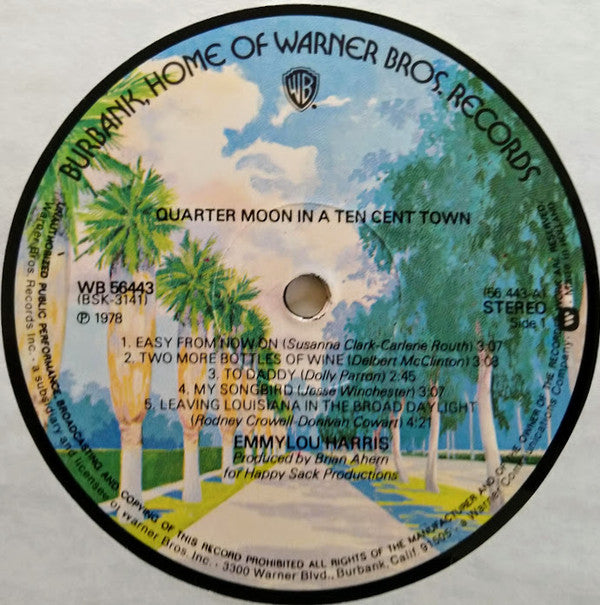 BURBANK, HOME OF WARNER BROS. RECORDS
WB
QUARTER MOON IN A TEN CENT TOWN
WB 56443
(BSK-3141)
Ⓟ 1978
(56 443-A)
STEREO
Side 1
1. EASY FROM NOW ON (Susanna Clark-Carlene Routh) 3:07
2. TWO MORE BOTTLES OF WINE (Delbert McClinton) 3:08
3. TO DADDY (Dolly Parron) 2:45
4. MY SONGBIRD (Jesse Winchester) 3:07
5. LEAVING LOUISIANA IN THE BROAD DAYLIGHT
(Rodney Crowell-Donivan Cowart) 4:21
EMMYLOU HARRIS
Produced by Brian Ahern
for Happy Sack Productions
UNAUTHORIZED PUBLIC PERFORMANCE BROADCASTING AND COPYING OF THIS RECORD PROHIBITED ALL RIGHTS OF THE MANUFACTURER AND OF THE OWNER OF THE RECORDED WORK
Warner Bros. Records Inc. · a subsidiary and licensee of Warner Bros. Inc. · 3300 Warner Blvd., Burbank, Calif. 91505 · a Warner Communications Company